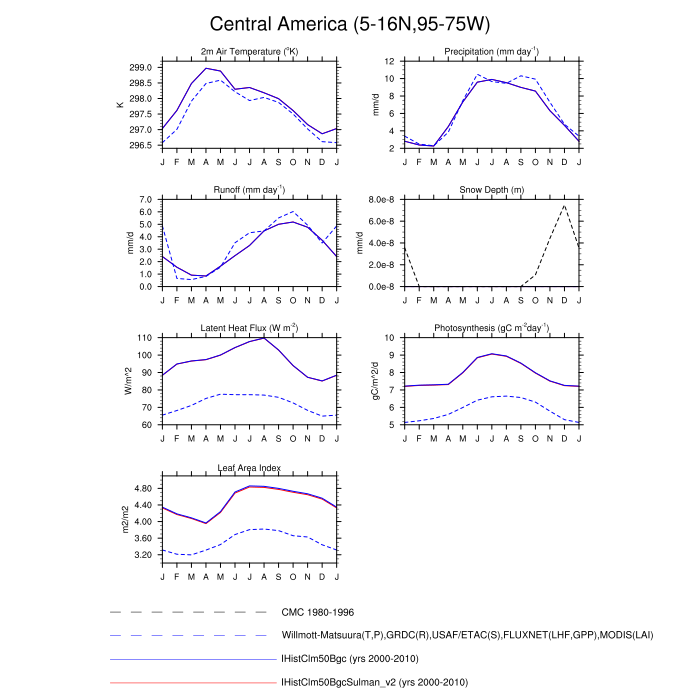 Central America (5-16N,95-75W)
2m Air Temperature (°K)
Precipitation (mm day⁻¹)
299.0
298.5
298.0
297.5
297.0
296.5
K
J F M A M J J A S O N D J
12
10
8
6
4
2
mm/d
J F M A M J J A S O N D J
Runoff (mm day⁻¹)
Snow Depth (m)
7.0
6.0
5.0
4.0
3.0
2.0
1.0
0.0
mm/d
J F M A M J J A S O N D J
8.0e-8
6.0e-8
4.0e-8
2.0e-8
0.0e-8
mm/d
J F M A M J J A S O N D J
Latent Heat Flux (W m⁻²)
Photosynthesis (gC m⁻²day⁻¹)
110
100
90
80
70
60
W/m^2
J F M A M J J A S O N D J
10
9
8
7
6
5
gC/m^2/d
J F M A M J J A S O N D J
Leaf Area Index
4.80
4.40
4.00
3.60
3.20
m2/m2
J F M A M J J A S O N D J
CMC 1980-1996
Willmott-Matsuura(T,P),GRDC(R),USAF/ETAC(S),FLUXNET(LHF,GPP),MODIS(LAI)
IHistClm50Bgc (yrs 2000-2010)
IHistClm50BgcSulman_v2 (yrs 2000-2010)